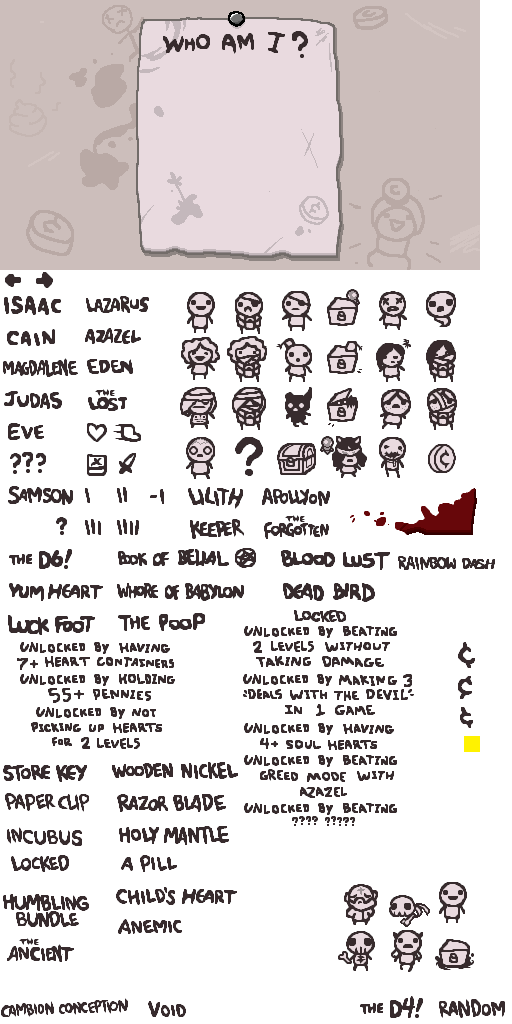 WHO AM I ?
ISAAC LAZARUS
CAIN AZAZEL
MAGDALENE EDEN
JUDAS THE LOST
EVE
??? ?
SAMSON I II -I LILITH APOLLYON
? III IIII KEEPER THE FORGOTTEN
THE D6! BOOK OF BELIAL BLOOD LUST RAINBOW DASH
YUM HEART WHORE OF BABYLON DEAD BIRD
LUCK FOOT THE POOP
UNLOCKED BY HAVING
7+ HEART CONTAINERS
UNLOCKED BY HOLDING
55+ PENNIES
UNLOCKED BY NOT
PICKING UP HEARTS
FOR 2 LEVELS
LOCKED
UNLOCKED BY BEATING
2 LEVELS WITHOUT
TAKING DAMAGE
UNLOCKED BY MAKING 3
"DEALS WITH THE DEVIL"
IN 1 GAME
UNLOCKED BY HAVING
4+ SOUL HEARTS
UNLOCKED BY BEATING
GREED MODE WITH
AZAZEL
UNLOCKED BY BEATING
???? ?????
¢
¢
¢
STORE KEY WOODEN NICKEL
PAPER CLIP RAZOR BLADE
INCUBUS HOLY MANTLE
LOCKED A PILL
HUMBLING BUNDLE CHILD'S HEART
THE ANCIENT ANEMIC
CAMBION CONCEPTION VOID THE D4! RANDOM